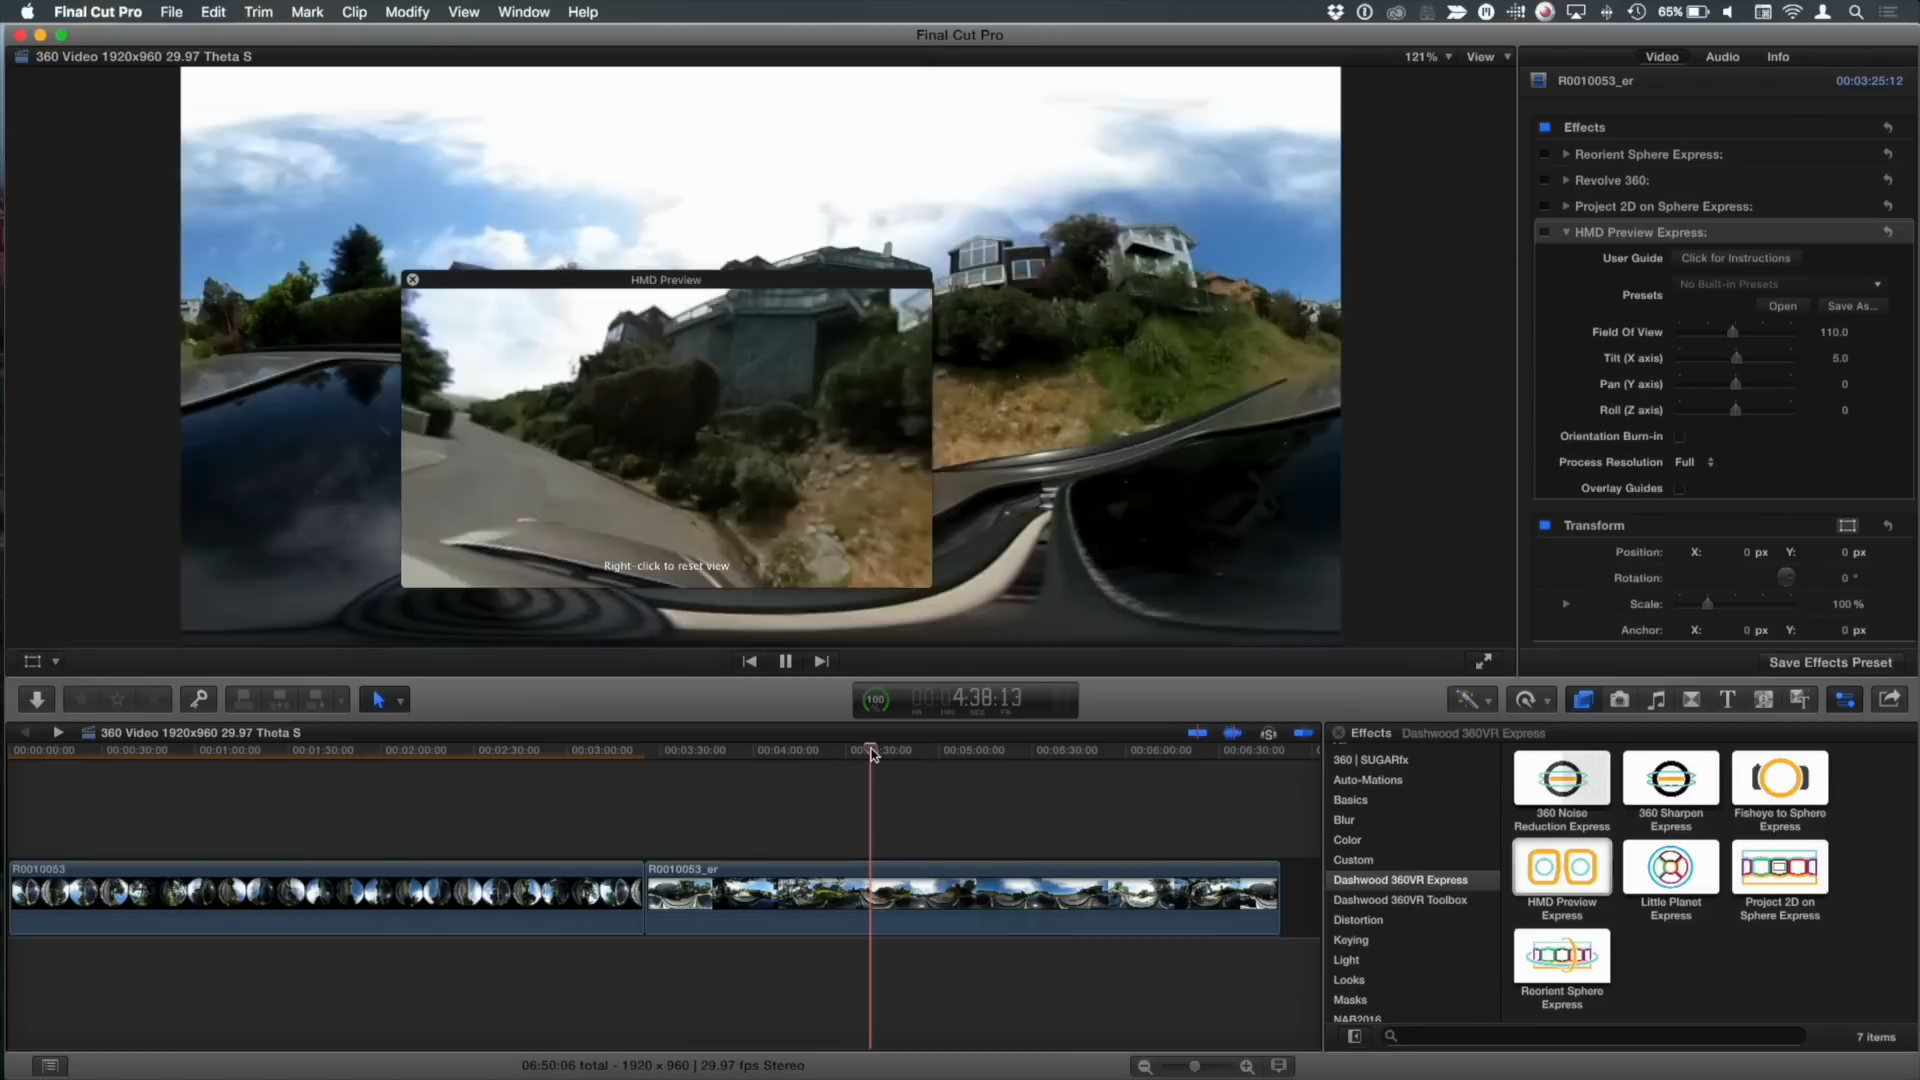 Final Cut Pro File Edit Trim Mark Clip Modify View Window Help 65%
Final Cut Pro
360 Video 1920x960 29.97 Theta S 121% View
Video Audio Info
R0010053_er 00:03:25:12
Effects
Reorient Sphere Express:
Revolve 360:
Project 2D on Sphere Express:
HMD Preview Express:
User Guide Click for Instructions
No Built-in Presets
Presets
Open Save As...
Field Of View 110.0
Tilt (X axis) 5.0
Pan (Y axis) 0
Roll (Z axis) 0
Orientation Burn-in
Process Resolution Full
Overlay Guides
Transform
Position: X: 0 px Y: 0 px
Rotation: 0 °
Scale: 100 %
Anchor: X: 0 px Y: 0 px
Save Effects Preset
HMD Preview
Right-click to reset view
100 % 4:38:13
HR MIN SEC FR
360 Video 1920x960 29.97 Theta S
00:00:00:00 00:00:30:00 00:01:00:00 00:01:30:00 00:02:00:00 00:02:30:00 00:03:00:00 00:03:30:00 00:04:00:00 00:04:30:00 00:05:00:00 00:05:30:00 00:06:00:00 00:06:30:00
R0010053 R0010053_er
Effects Dashwood 360VR Express
360 | SUGARfx
Auto-Mations
Basics
Blur
Color
Custom
Dashwood 360VR Express
Dashwood 360VR Toolbox
Distortion
Keying
Light
Looks
Masks
NAB2016
360 Noise Reduction Express
360 Sharpen Express
Fisheye to Sphere Express
HMD Preview Express
Little Planet Express
Project 2D on Sphere Express
Reorient Sphere Express
7 items
06:50:06 total - 1920 × 960 | 29.97 fps Stereo